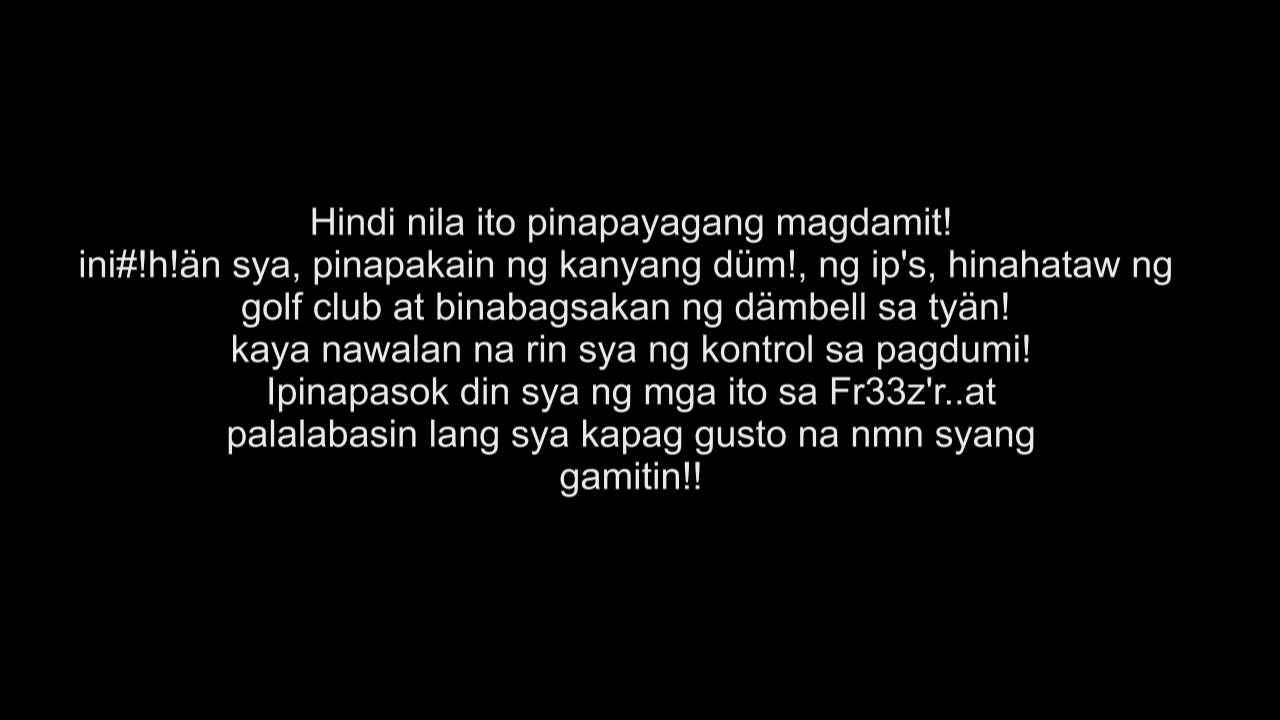 Hindi nila ito pinapayagang magdamit!
ini#!h!än sya, pinapakain ng kanyang düm!, ng ip's, hinahataw ng
golf club at binabagsakan ng dämbell sa tyän!
kaya nawalan na rin sya ng kontrol sa pagdumi!
Ipinapasok din sya ng mga ito sa Fr33z'r..at
palalabasin lang sya kapag gusto na nmn syang
gamitin!!